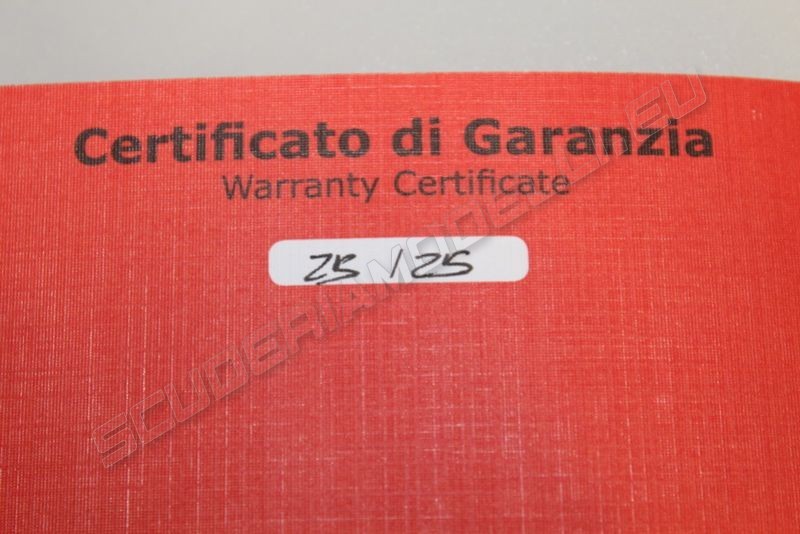 Certificato di Garanzia
Warranty Certificate
25/25
SCUDERIAMODELLI.EU